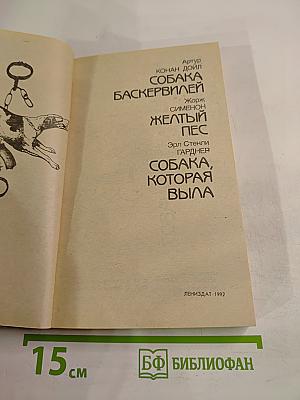 Артур
КОНАН ДОЙЛ
СОБАКА
БАСКЕРВИЛЕЙ
Жорж
СИМЕНОН
ЖЕЛТЫЙ
ПЕС
Эрл Стенли
ГАРДНЕР
СОБАКА,
КОТОРАЯ
ВЫЛА
ЛЕНИЗДАТ·1992
15 см
БФ БИБЛИОФАН